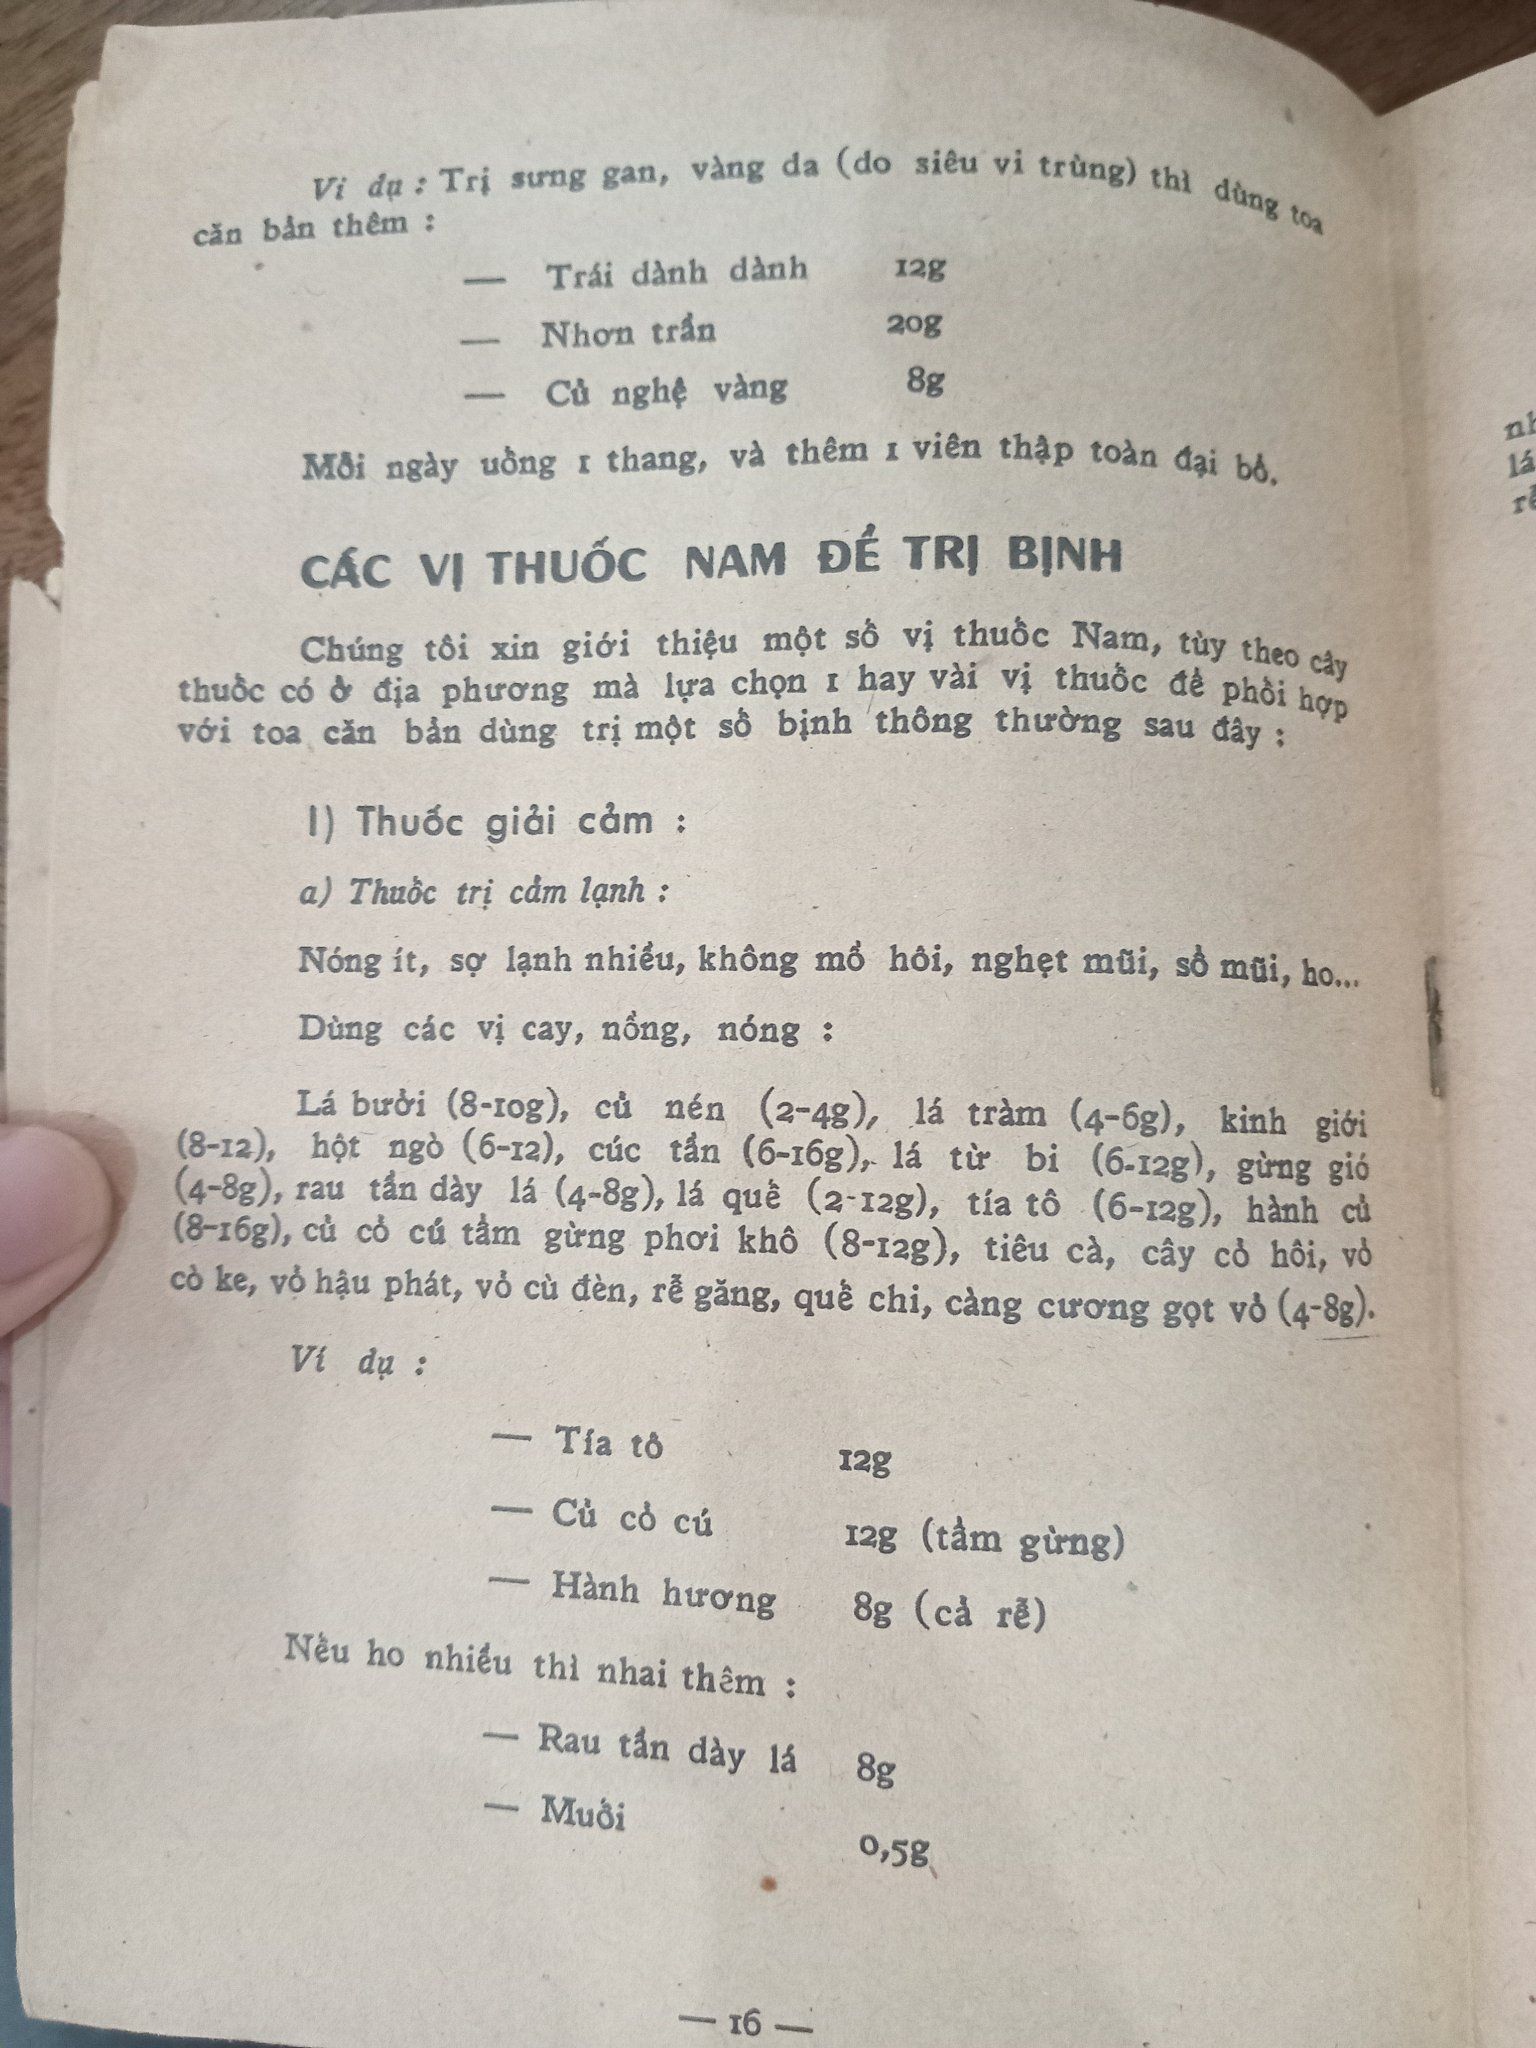 Ví dụ : Trị sưng gan, vàng da (do siêu vi trùng) thì dùng toa
căn bản thêm :
— Trái dành dành 12g
— Nhơn trần 20g
— Củ nghệ vàng 8g
Mỗi ngày uống 1 thang, và thêm 1 viên thập toàn đại bổ.
CÁC VỊ THUỐC NAM ĐỂ TRỊ BỊNH
Chúng tôi xin giới thiệu một số vị thuốc Nam, tùy theo cây
thuốc có ở địa phương mà lựa chọn 1 hay vài vị thuốc để phối hợp
với toa căn bản dùng trị một số bịnh thông thường sau đây :
1) Thuốc giải cảm :
a) Thuốc trị cảm lạnh :
Nóng ít, sợ lạnh nhiều, không mồ hôi, nghẹt mũi, sổ mũi, ho...
Dùng các vị cay, nồng, nóng :
Lá bưởi (8-10g), củ nén (2-4g), lá tràm (4-6g), kinh giới
(8-12), hột ngò (6-12), cúc tần (6-16g), lá từ bi (6-12g), gừng gió
(4-8g), rau tần dày lá (4-8g), lá quế (2-12g), tía tô (6-12g), hành củ
(8-16g), củ cỏ cú tẩm gừng phơi khô (8-12g), tiêu cà, cây cỏ hôi, vỏ
cò ke, vỏ hậu phát, vỏ cù đèn, rễ găng, quế chi, càng cương gọt vỏ (4-8g).
Ví dụ :
— Tía tô 12g
— Củ cỏ cú 12g (tẩm gừng)
— Hành hương 8g (cả rễ)
Nếu ho nhiều thì nhai thêm :
— Rau tần dày lá 8g
— Muối 0,5g
— 16 —